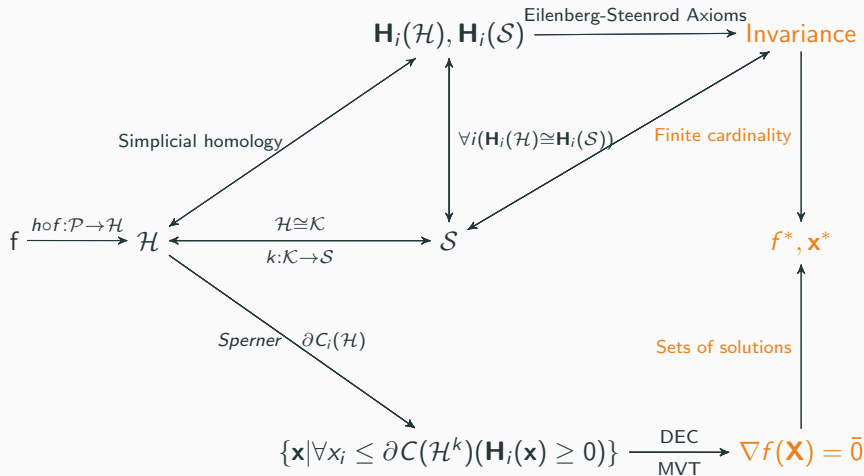 Eilenberg-Steenrod Axioms
𝐇ᵢ(ℋ), 𝐇ᵢ(𝒮)
Invariance
Simplicial homology
∀i(𝐇ᵢ(ℋ)≅𝐇ᵢ(𝒮))
Finite cardinality
f
h∘f:𝒫→ℋ
ℋ
ℋ≅𝒦
k:𝒦→𝒮
𝒮
f*, 𝐱*
Sperner ∂Cᵢ(ℋ)
Sets of solutions
{𝐱|∀xᵢ ≤ ∂C(ℋᵏ)(𝐇ᵢ(𝐱) ≥ 0)}
DEC
MVT
∇f(𝐗) = 0̄